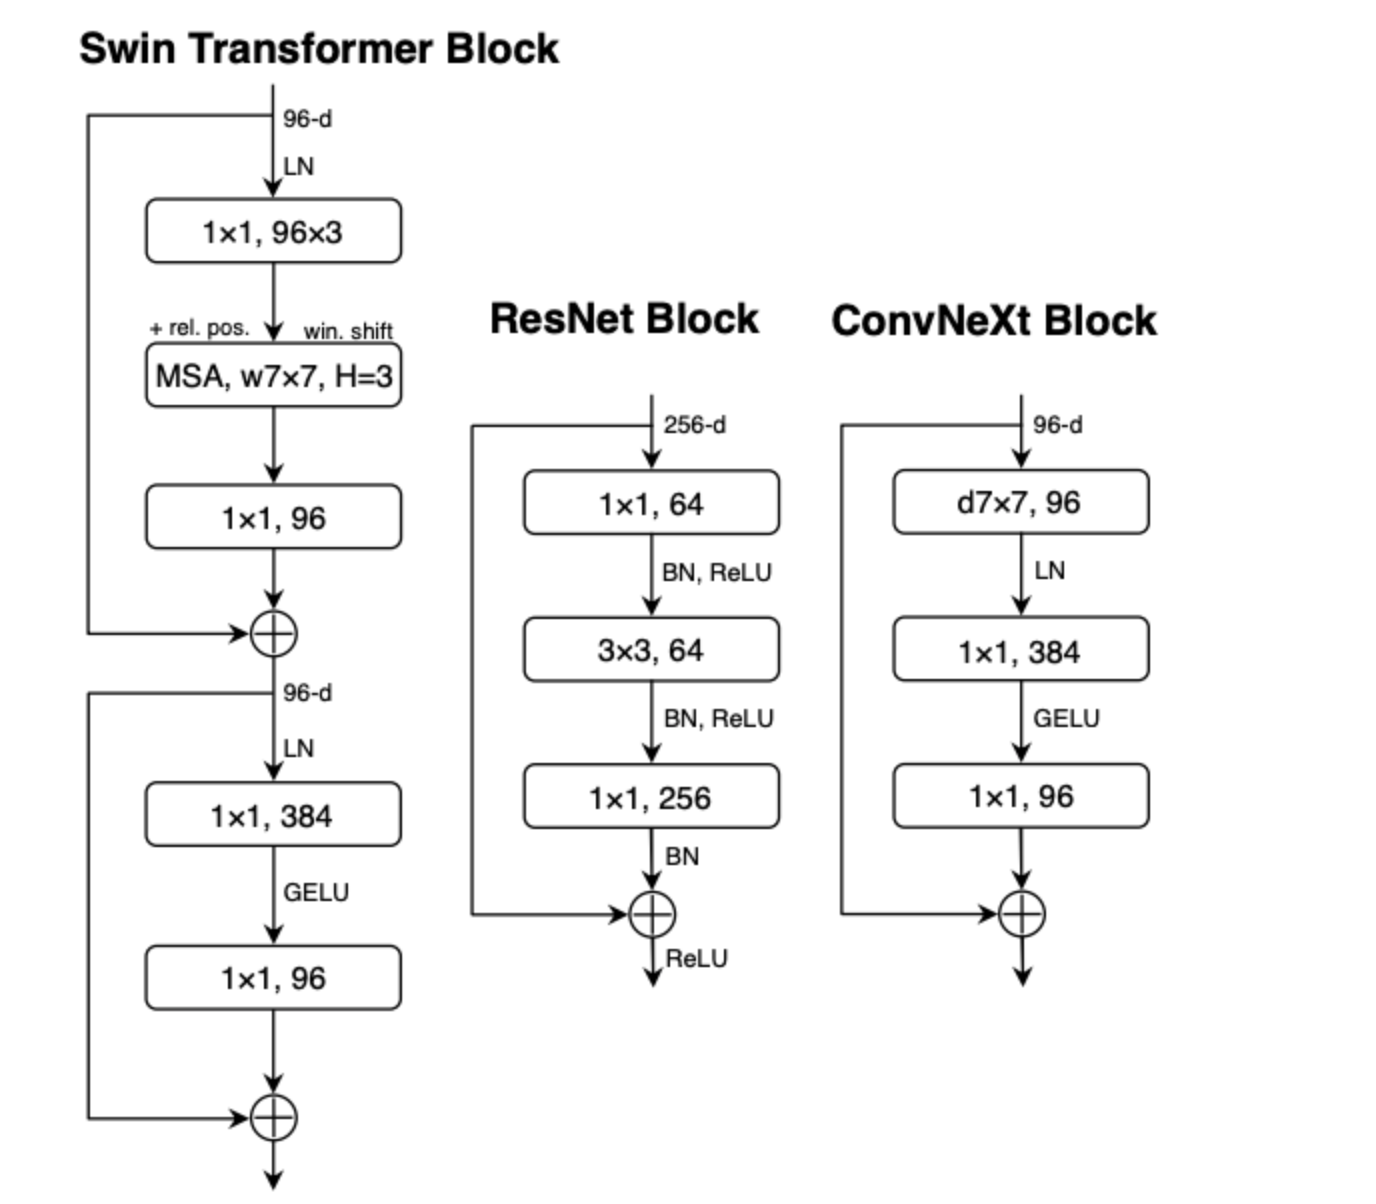 Swin Transformer Block
96-d
LN
1×1, 96×3
+ rel. pos.
win. shift
MSA, w7×7, H=3
1×1, 96
96-d
LN
1×1, 384
GELU
1×1, 96
ResNet Block
256-d
1×1, 64
BN, ReLU
3×3, 64
BN, ReLU
1×1, 256
BN
ReLU
ConvNeXt Block
96-d
d7×7, 96
LN
1×1, 384
GELU
1×1, 96